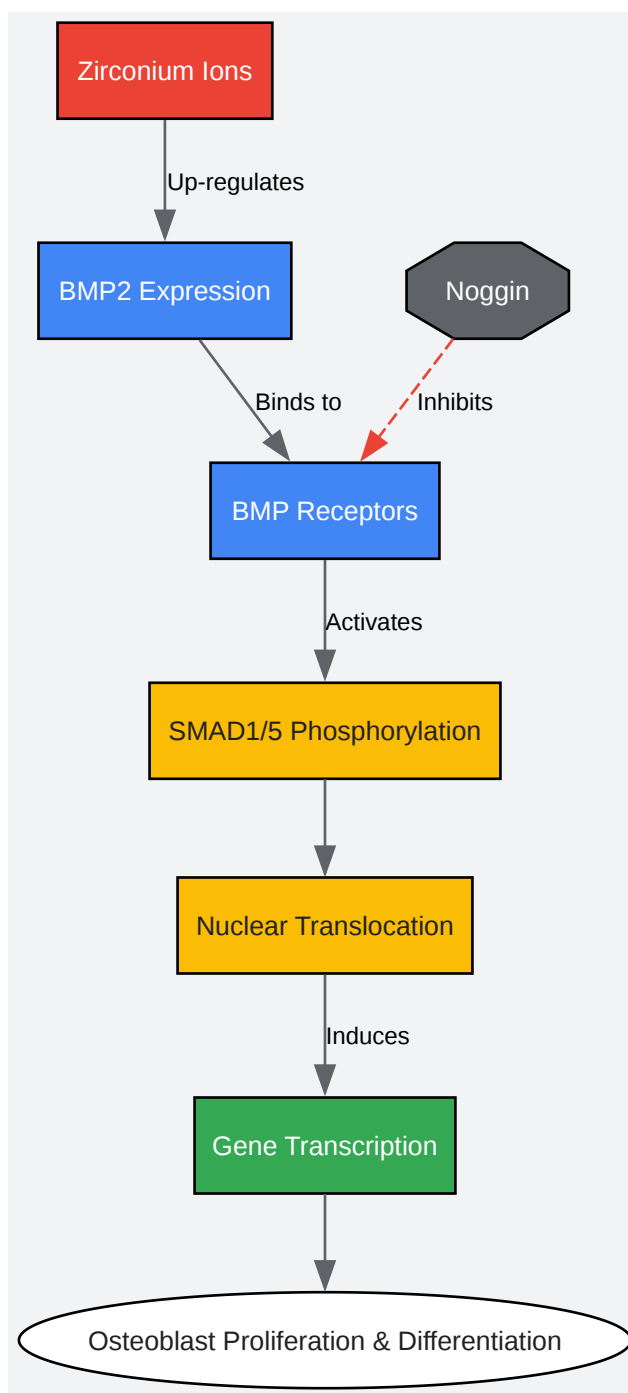 Zirconium Ions
Up-regulates
BMP2 Expression
Noggin
Binds to
Inhibits
BMP Receptors
Activates
SMAD1/5 Phosphorylation
Nuclear Translocation
Induces
Gene Transcription
Osteoblast Proliferation & Differentiation